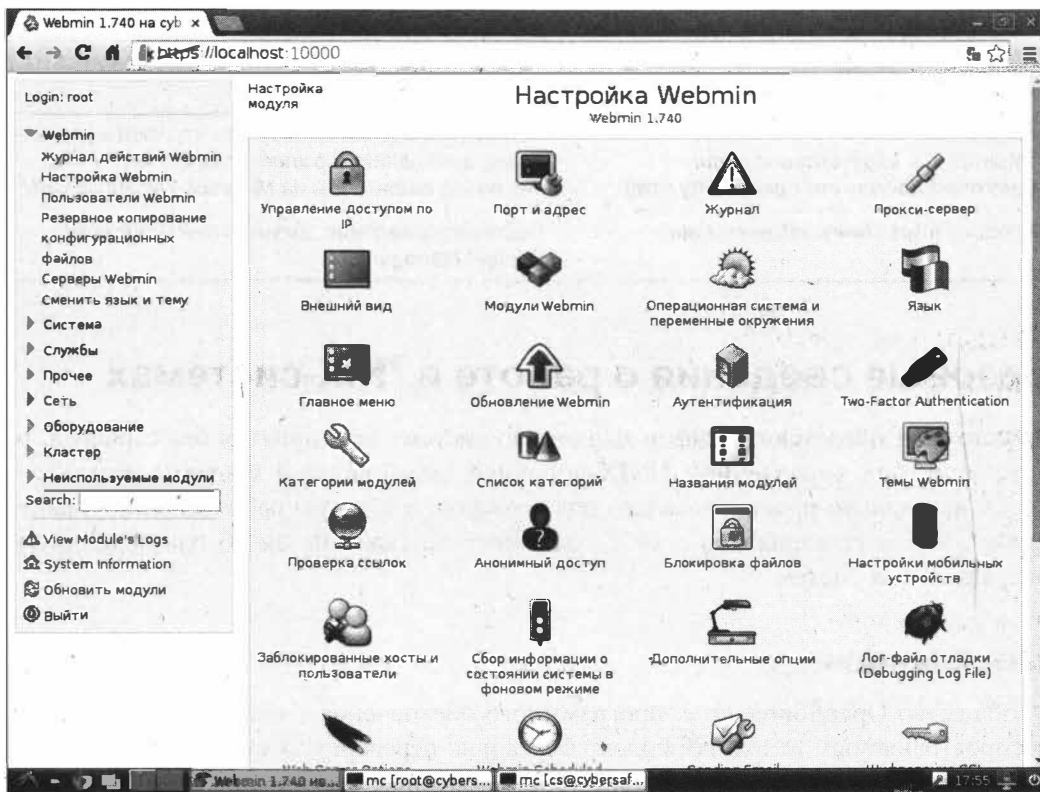 Webmin 1.740 на cyb
https://localhost:10000
Login: root
Webmin
Журнал действий Webmin
Настройка Webmin
Пользователи Webmin
Резервное копирование
конфигурационных
файлов
Серверы Webmin
Сменить язык и тему
Система
Службы
Прочее
Сеть
Оборудование
Кластер
Неиспользуемые модули
Search:
View Module's Logs
System Information
Обновить модули
Выйти
Настройка
модуля
Настройка Webmin
Webmin 1.740
Управление доступом по
IP
Порт и адрес
Журнал
Прокси-сервер
Внешний вид
Модули Webmin
Операционная система и
переменные окружения
Язык
Главное меню
Обновление Webmin
Аутентификация
Two-Factor Authentication
Категории модулей
Список категорий
Названия модулей
Темы Webmin
Проверка ссылок
Анонимный доступ
Блокировка файлов
Настройки мобильных
устройств
Заблокированные хосты и
пользователи
Сбор информации о
состоянии системы в
фоновом режиме
Дополнительные опции
Лог-файл отладки
(Debugging Log File)
Webmin 1.740 на...
mc [root@cybers...
mc [cs@cybersaf...
17:55